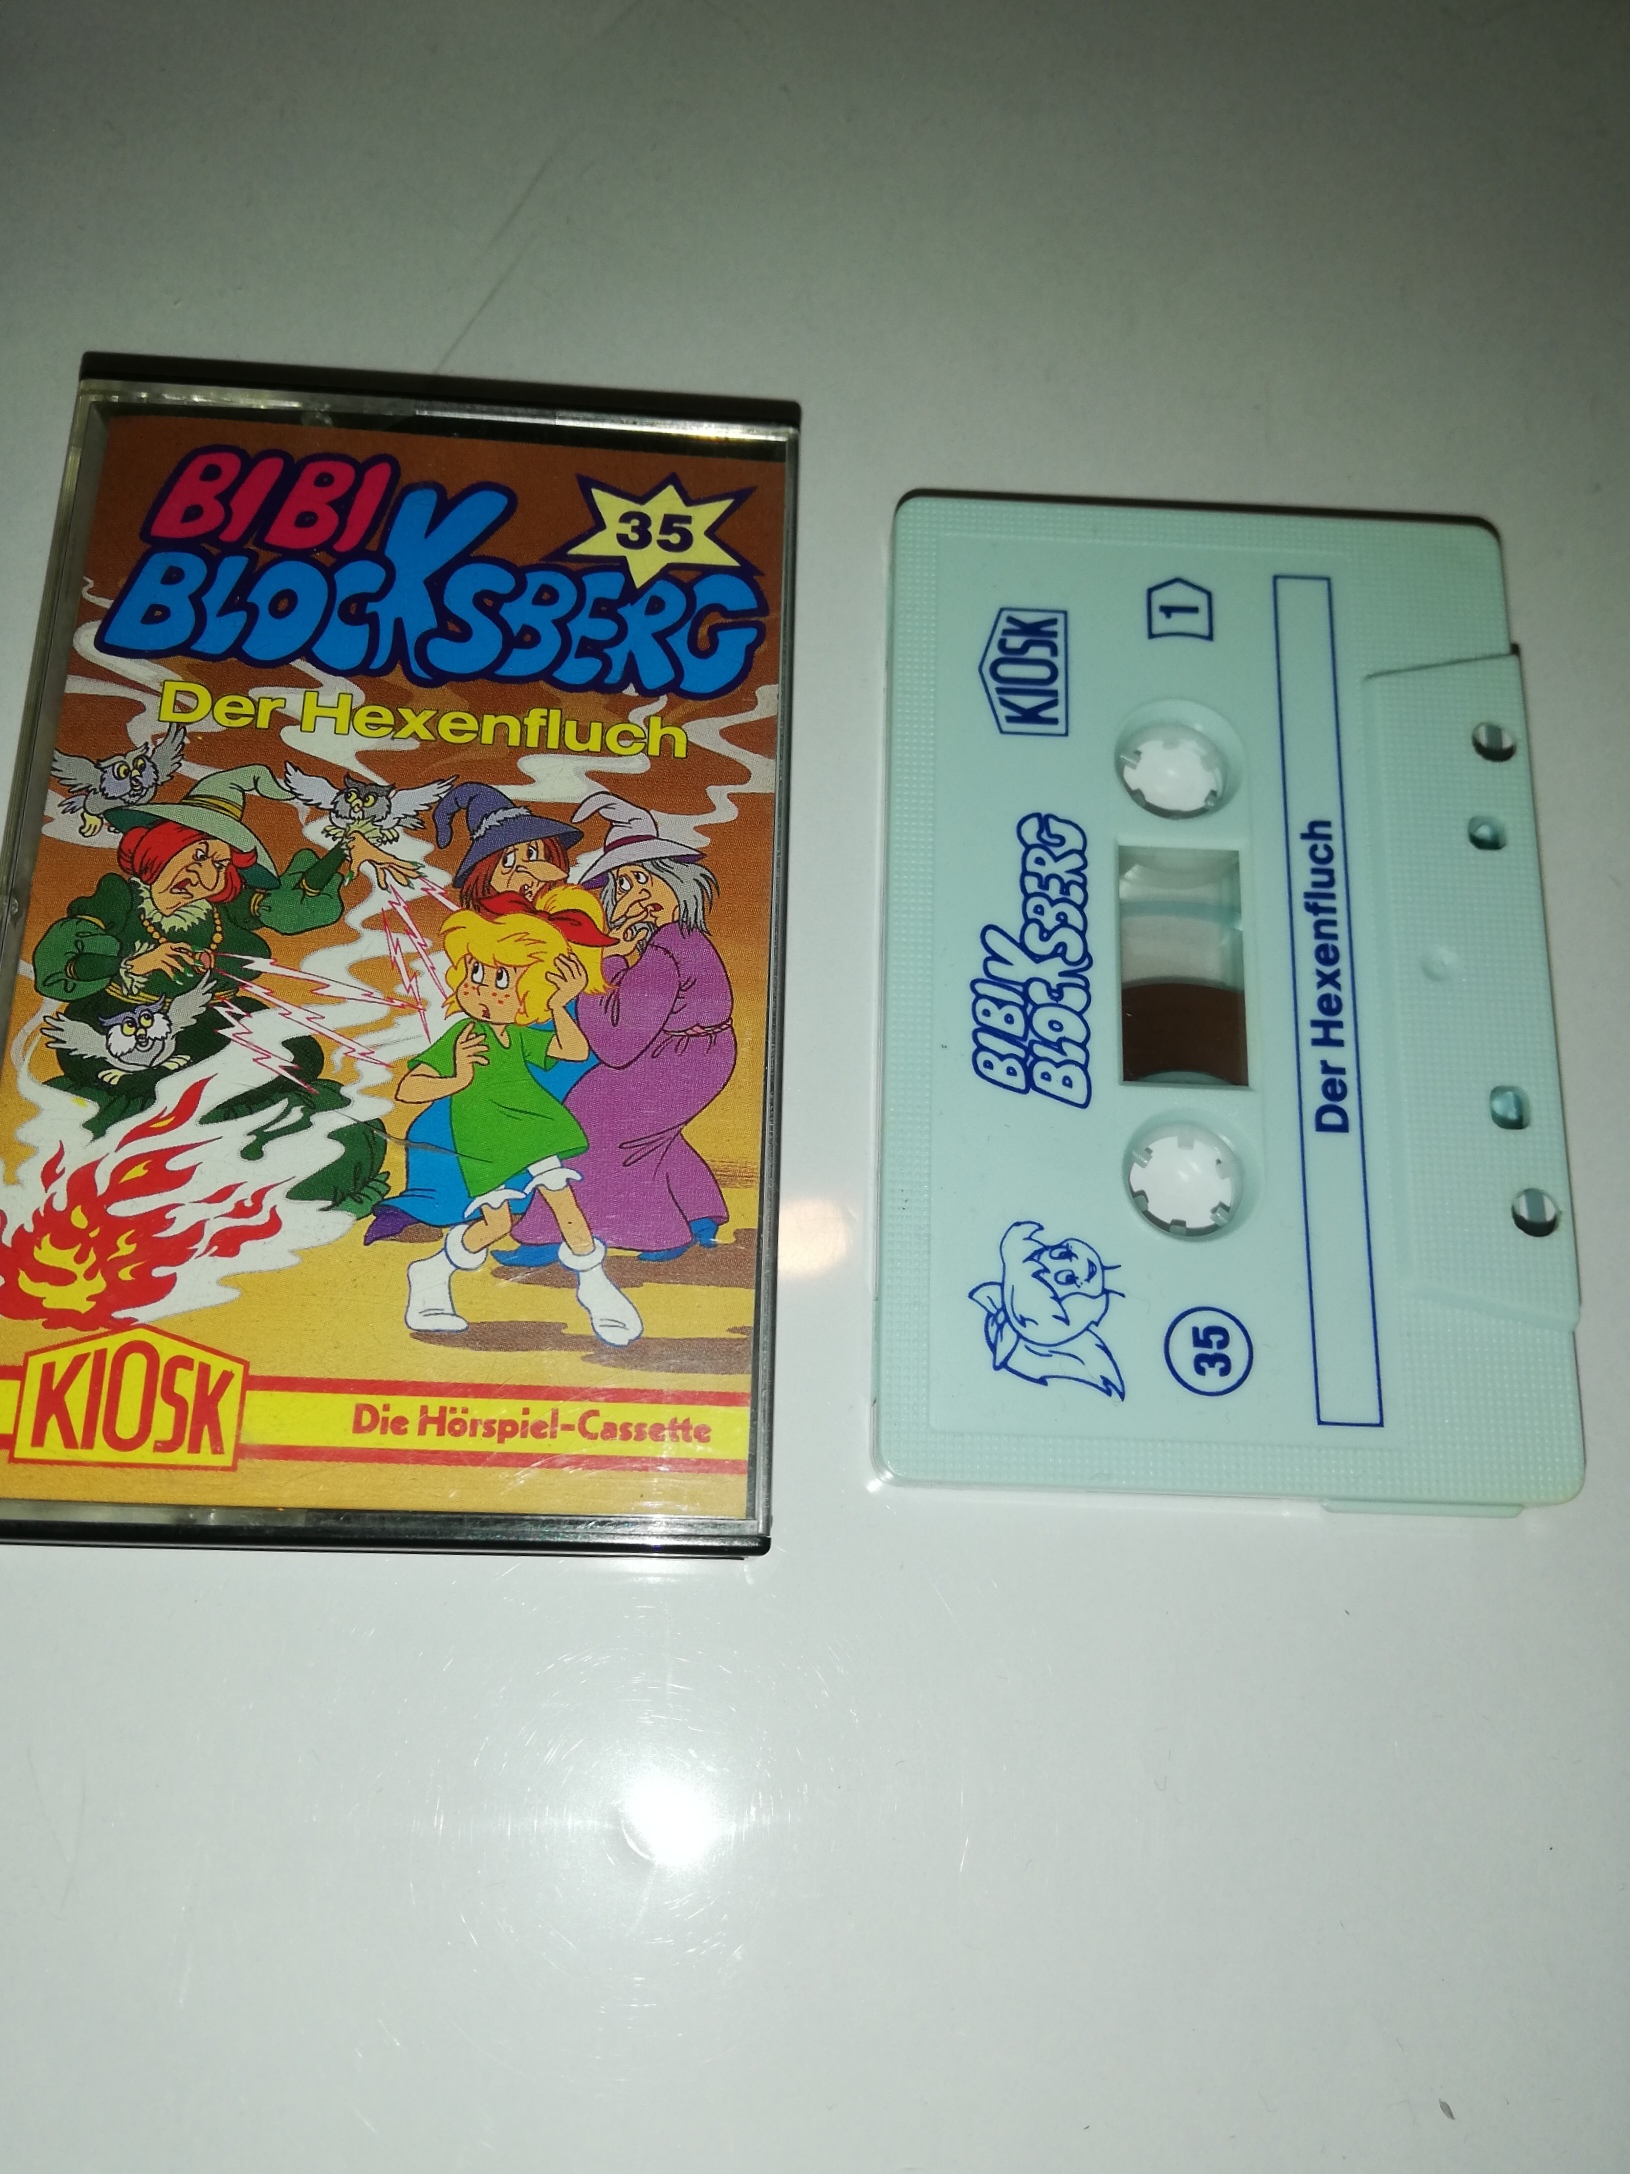 BIBI
BLOCKSBERG
35
Der Hexenfluch
KIOSK
Die Hörspiel-Cassette
KIOSK
1
BIBI
BLOCKSBERG
35
Der Hexenfluch